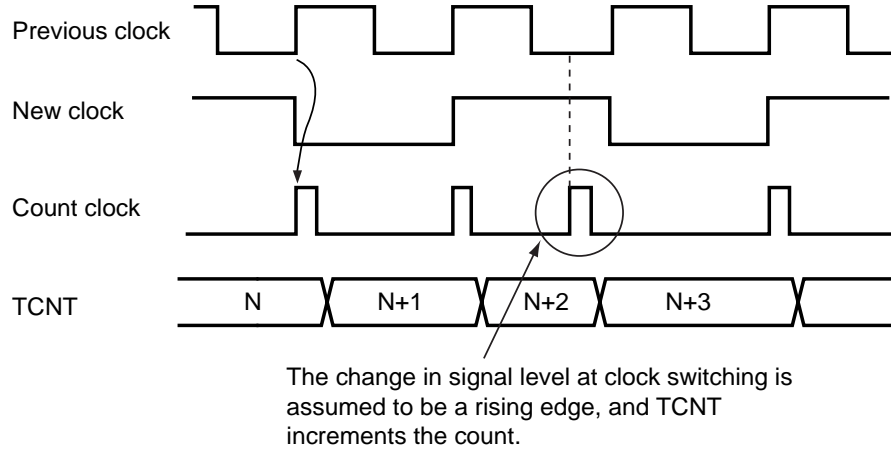 Previous clock
New clock
Count clock
TCNT
N
N+1
N+2
N+3
The change in signal level at clock switching is
assumed to be a rising edge, and TCNT
increments the count.